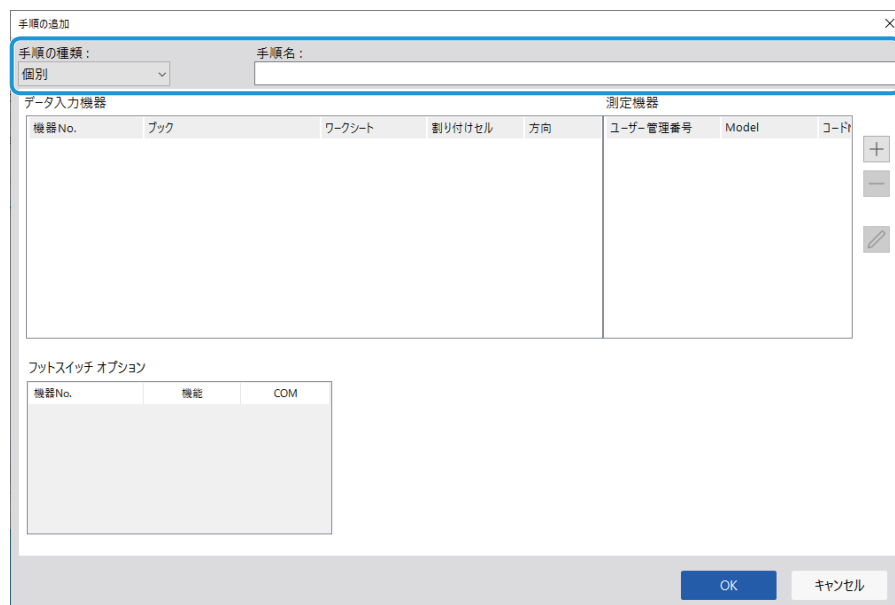 手順の追加
手順の種類 :
手順名 :
個別
データ入力機器
測定機器
機器No. ブック ワークシート 割り付けセル 方向 ユーザー管理番号 Model コードN
フットスイッチ オプション
機器No. 機能 COM
OK キャンセル